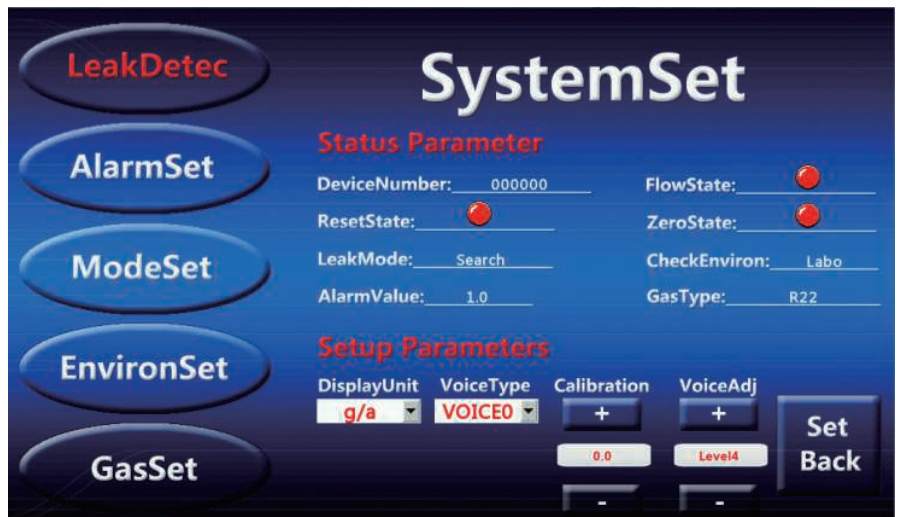 LeakDetec
SystemSet
AlarmSet
ModeSet
EnvironSet
GasSet
Status Parameter
DeviceNumber: 000000
FlowState:
ResetState:
ZeroState:
LeakMode: Search
CheckEnviron: Labo
AlarmValue: 1.0
GasType: R22
Setup Parameters
DisplayUnit VoiceType Calibration VoiceAdj
g/a VOICE0 + +
0.0 Level4
- -
Set
Back